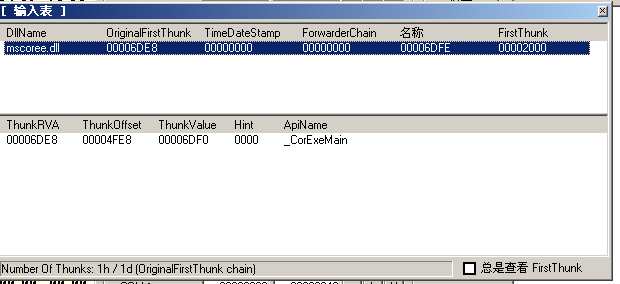 [ 输入表 ]
DllName OriginalFirstThunk TimeDateStamp ForwarderChain 名称 FirstThunk
mscoree.dll 00006DE8 00000000 00000000 00006DFE 00002000
ThunkRVA ThunkOffset ThunkValue Hint ApiName
00006DE8 00004FE8 00006DF0 0000 _CorExeMain
Number Of Thunks: 1h / 1d (OriginalFirstThunk chain) 总是查看 FirstThunk